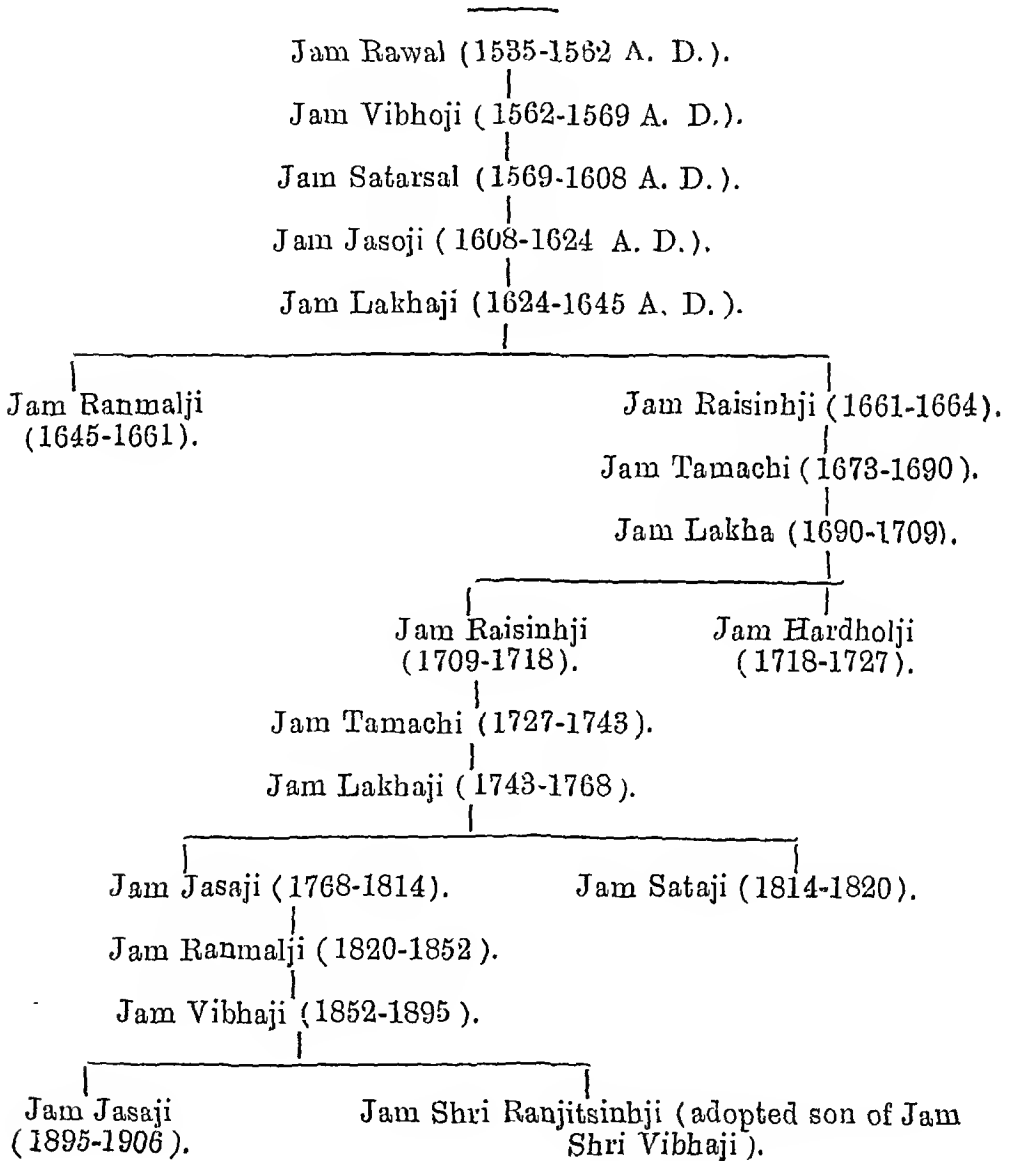 Jam Rawal (1535-1562 A. D.).
Jam Vibhoji (1562-1569 A. D.).
Jam Satarsal (1569-1608 A. D.).
Jam Jasoji (1608-1624 A. D.).
Jam Lakhaji (1624-1645 A. D.).
Jam Ranmalji
(1645-1661).
Jam Raisinhji (1661-1664).
Jam Tamachi (1673-1690).
Jam Lakha (1690-1709).
Jam Raisinhji
(1709-1718).
Jam Hardholji
(1718-1727).
Jam Tamachi (1727-1743).
Jam Lakhaji (1743-1768).
Jam Jasaji (1768-1814).
Jam Sataji (1814-1820).
Jam Ranmalji (1820-1852).
Jam Vibhaji (1852-1895).
Jam Jasaji
(1895-1906).
Jam Shri Ranjitsinhji (adopted son of Jam
Shri Vibhaji).